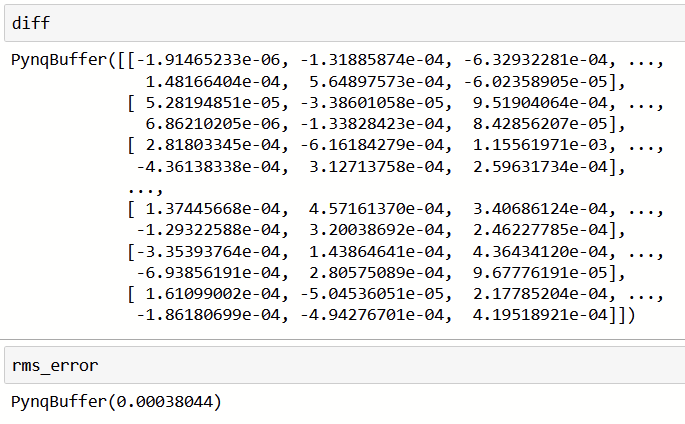 diff
PynqBuffer([[-1.91465233e-06, -1.31885874e-04, -6.32932281e-04, ...,
1.48166404e-04, 5.64897573e-04, -6.02358905e-05],
[ 5.28194851e-05, -3.38601058e-05, 9.51904064e-04, ...,
6.86210205e-06, -1.33828423e-04, 8.42856207e-05],
[ 2.81803345e-04, -6.16184279e-04, 1.15561971e-03, ...,
-4.36138338e-04, 3.12713758e-04, 2.59631734e-04],
...,
[ 1.37445668e-04, 4.57161370e-04, 3.40686124e-04, ...,
-1.29322588e-04, 3.20038692e-04, 2.46227785e-04],
[-3.35393764e-04, 1.43864641e-04, 4.36434120e-04, ...,
-6.93856191e-04, 2.80575089e-04, 9.67776191e-05],
[ 1.61099002e-04, -5.04536051e-05, 2.17785204e-04, ...,
-1.86180699e-04, -4.94276701e-04, 4.19518921e-04]])
rms_error
PynqBuffer(0.00038044)